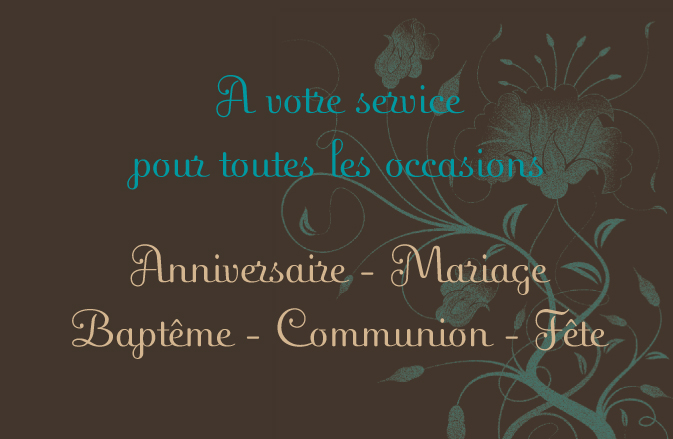 A votre service
pour toutes les occasions
Anniversaire - Mariage
Baptême - Communion - Fête